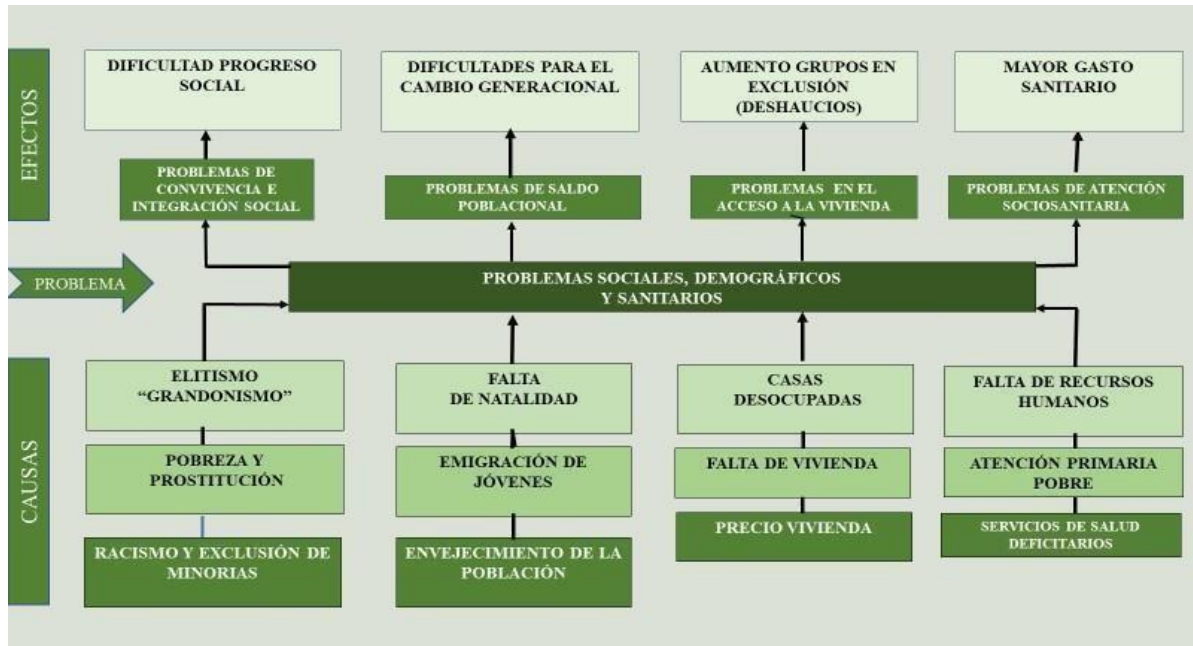 EFECTOS
DIFICULTAD PROGRESO
SOCIAL
DIFICULTADES PARA EL
CAMBIO GENERACIONAL
AUMENTO GRUPOS EN
EXCLUSIÓN
(DESHAUCIOS)
MAYOR GASTO
SANITARIO
PROBLEMAS DE
CONVIVENCIA E
INTEGRACIÓN SOCIAL
PROBLEMAS DE SALDO
POBLACIONAL
PROBLEMAS EN EL
ACCESO A LA VIVIENDA
PROBLEMAS DE ATENCIÓN
SOCIOSANITARIA
PROBLEMA
PROBLEMAS SOCIALES, DEMOGRÁFICOS
Y SANITARIOS
CAUSAS
ELITISMO
“GRANDONISMO”
FALTA
DE NATALIDAD
CASAS
DESOCUPADAS
FALTA DE RECURSOS
HUMANOS
POBREZA Y
PROSTITUCIÓN
EMIGRACIÓN DE
JÓVENES
FALTA DE VIVIENDA
ATENCIÓN PRIMARIA
POBRE
RACISMO Y EXCLUSIÓN DE
MINORIAS
ENVEJECIMIENTO DE LA
POBLACIÓN
PRECIO VIVIENDA
SERVICIOS DE SALUD
DEFICITARIOS